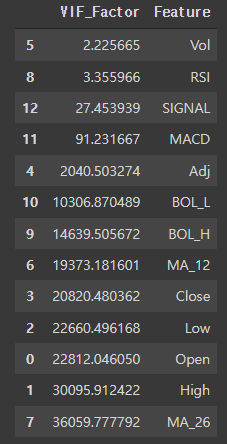 VIF_Factor Feature
5 2.225665 Vol
8 3.355966 RSI
12 27.453939 SIGNAL
11 91.231667 MACD
4 2040.503274 Adj
10 10306.870489 BOL_L
9 14639.505672 BOL_H
6 19373.181601 MA_12
3 20820.480362 Close
2 22660.496168 Low
0 22812.046050 Open
1 30095.912422 High
7 36059.777792 MA_26